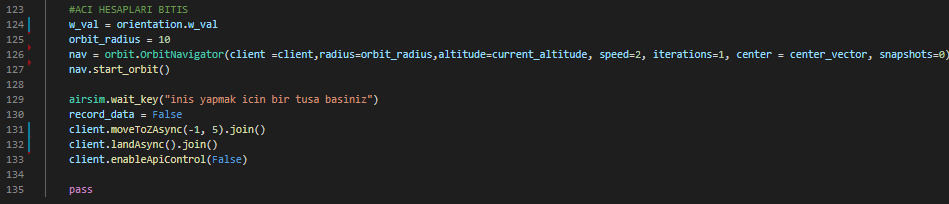 123 #ACI HESAPLARI BITIS
124 w_val = orientation.w_val
125 orbit_radius = 10
126 nav = orbit.OrbitNavigator(client =client,radius=orbit_radius,altitude=current_altitude, speed=2, iterations=1, center = center_vector, snapshots=0)
127 nav.start_orbit()
128
129 airsim.wait_key("inis yapmak icin bir tusa basiniz")
130 record_data = False
131 client.moveToZAsync(-1, 5).join()
132 client.landAsync().join()
133 client.enableApiControl(False)
134
135 pass